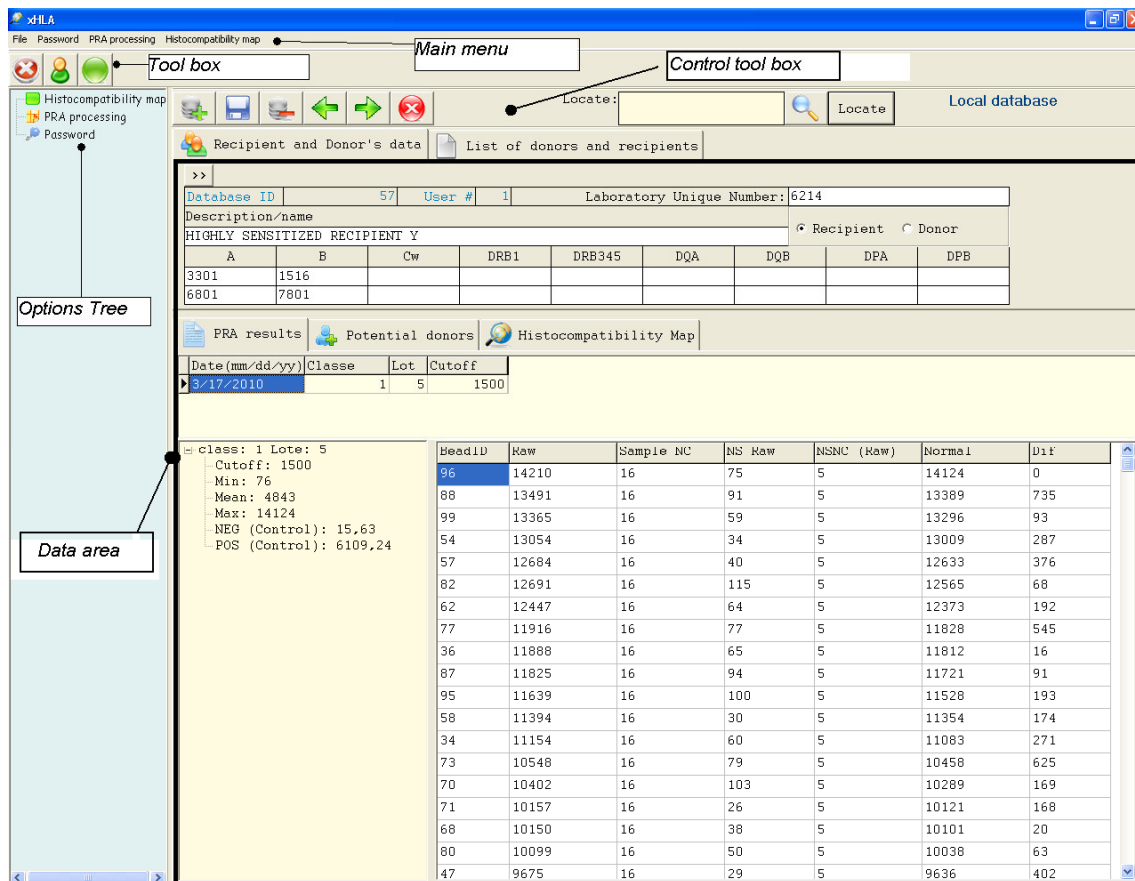 xHLA
File Password PRA processing Histocompatibility map
Main menu
Tool box
Control tool box
Histocompatibility map
PRA processing
Password
Locate:
Locate
Local database
Recipient and Donor's data
List of donors and recipients
>>
Database ID 57 User # 1 Laboratory Unique Number: 6214
Description/name
HIGHLY SENSITIZED RECIPIENT Y
Recipient Donor
A B Cw DRB1 DRB345 DQA DQB DPA DPB
3301 1516
6801 7801
Options Tree
PRA results Potential donors Histocompatibility Map
Date(mm/dd/yy) Classe Lot Cutoff
3/17/2010 1 5 1500
class: 1 Lote: 5
Cutoff: 1500
Min: 76
Mean: 4843
Max: 14124
NEG (Control): 15,63
POS (Control): 6109,24
Data area
BeadID Raw Sample NC NS Raw NSNC (Raw) Normal Dif
96 14210 16 75 5 14124 0
88 13491 16 91 5 13389 735
99 13365 16 59 5 13296 93
54 13054 16 34 5 13009 287
57 12684 16 40 5 12633 376
82 12691 16 115 5 12565 68
62 12447 16 64 5 12373 192
77 11916 16 77 5 11828 545
36 11888 16 65 5 11812 16
87 11825 16 94 5 11721 91
95 11639 16 100 5 11528 193
58 11394 16 30 5 11354 174
34 11154 16 60 5 11083 271
73 10548 16 79 5 10458 625
70 10402 16 103 5 10289 169
71 10157 16 26 5 10121 168
68 10150 16 38 5 10101 20
80 10099 16 50 5 10038 63
47 9675 16 29 5 9636 402